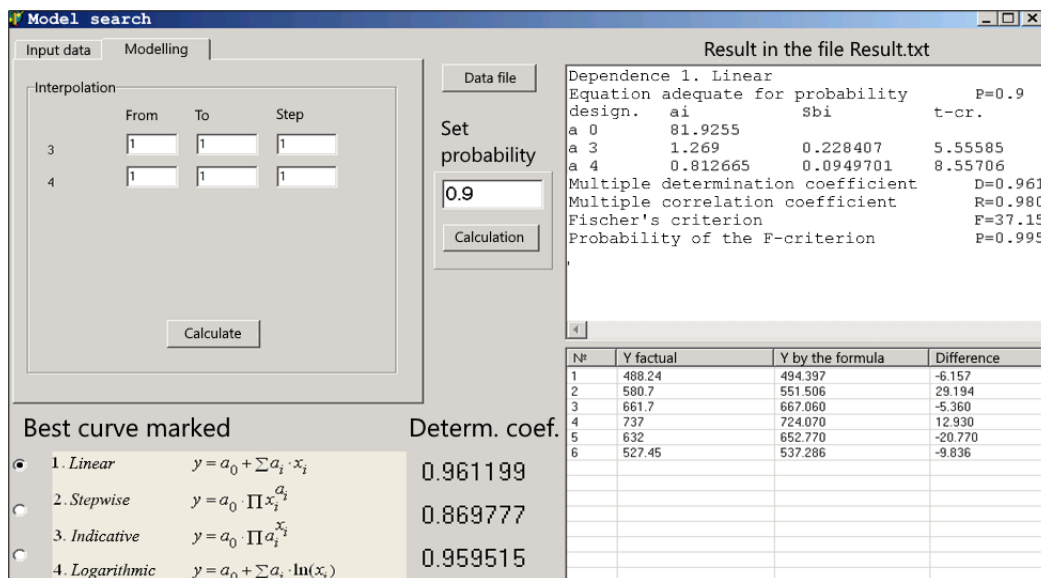 Model search
Input data Modelling
Interpolation
From To Step
3 1 1 1
4 1 1 1
Calculate
Data file
Set
probability
0.9
Calculation
Result in the file Result.txt
Dependence 1. Linear
Equation adequate for probability P=0.9
design. ai Sbi t-cr.
a 0 81.9255
a 3 1.269 0.228407 5.55585
a 4 0.812665 0.0949701 8.55706
Multiple determination coefficient D=0.961
Multiple correlation coefficient R=0.980
Fischer's criterion F=37.15
Probability of the F-criterion P=0.995
№ Y factual Y by the formula Difference
1 488.24 494.397 -6.157
2 580.7 551.506 29.194
3 661.7 667.060 -5.360
4 737 724.070 12.930
5 632 652.770 -20.770
6 527.45 537.286 -9.836
Best curve marked Determ. coef.
1. Linear y = a₀ + ∑ aᵢ · xᵢ 0.961199
2. Stepwise y = a₀ · ∏ xᵢ^aᵢ 0.869777
3. Indicative y = a₀ · ∏ aᵢ^xᵢ 0.959515
4. Logarithmic y = a₀ + ∑ aᵢ · ln(xᵢ)